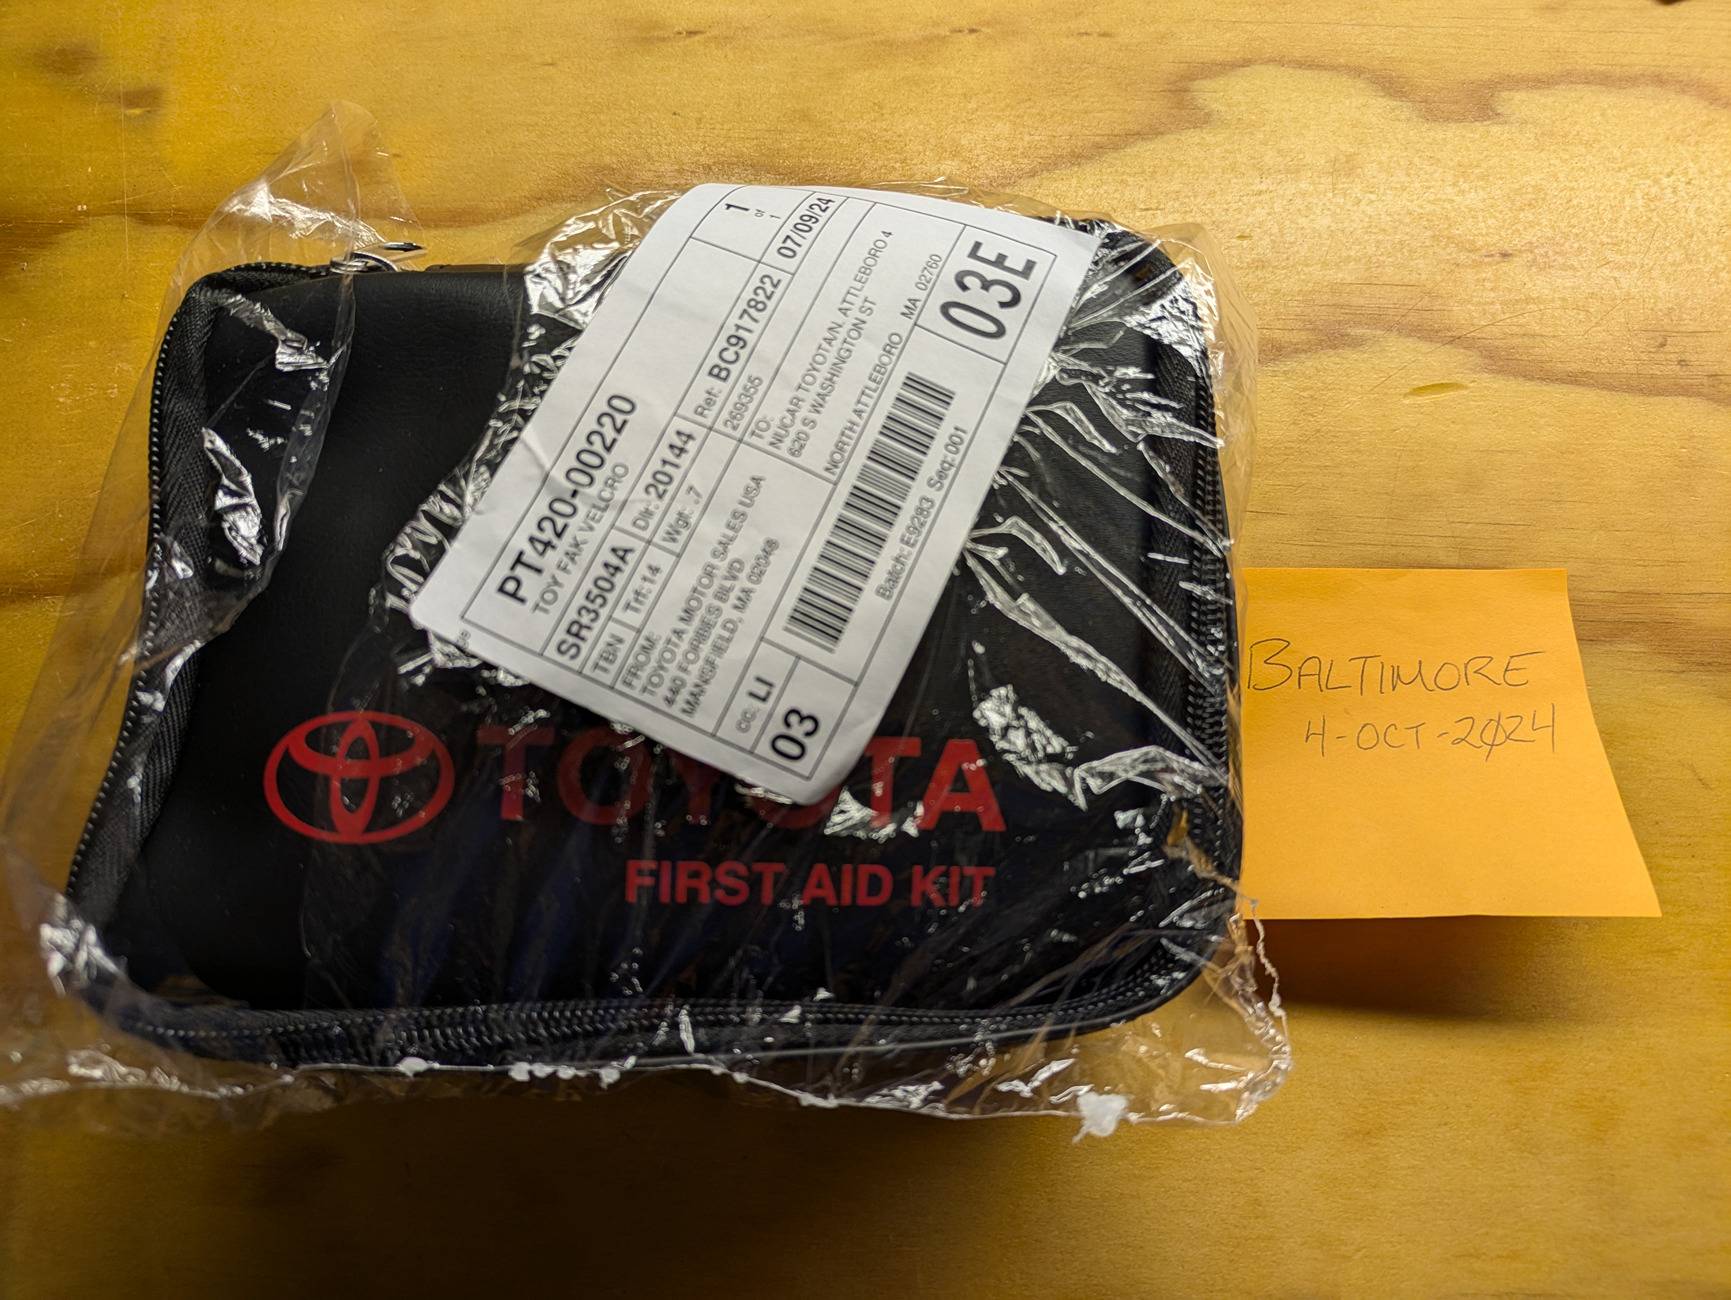 1 of 1
PT420-00220
TOY FAK VELCRO
SR3504A Dlr: 20144 Ref: BC917822 07/09/24
TBN Trf: 14 Wgt: .7 269355
FROM:
TOYOTA MOTOR SALES USA
440 FORBES BLVD
MANSFIELD, MA 02048
TO:
NUCAR TOYOTA N. ATTLEBORO 4
620 S WASHINGTON ST
NORTH ATTLEBORO MA 02760
CC: LI
03
Batch: E9283 Seq: 001
03E
TOYOTA
FIRST AID KIT
BALTIMORE
4-OCT-2024